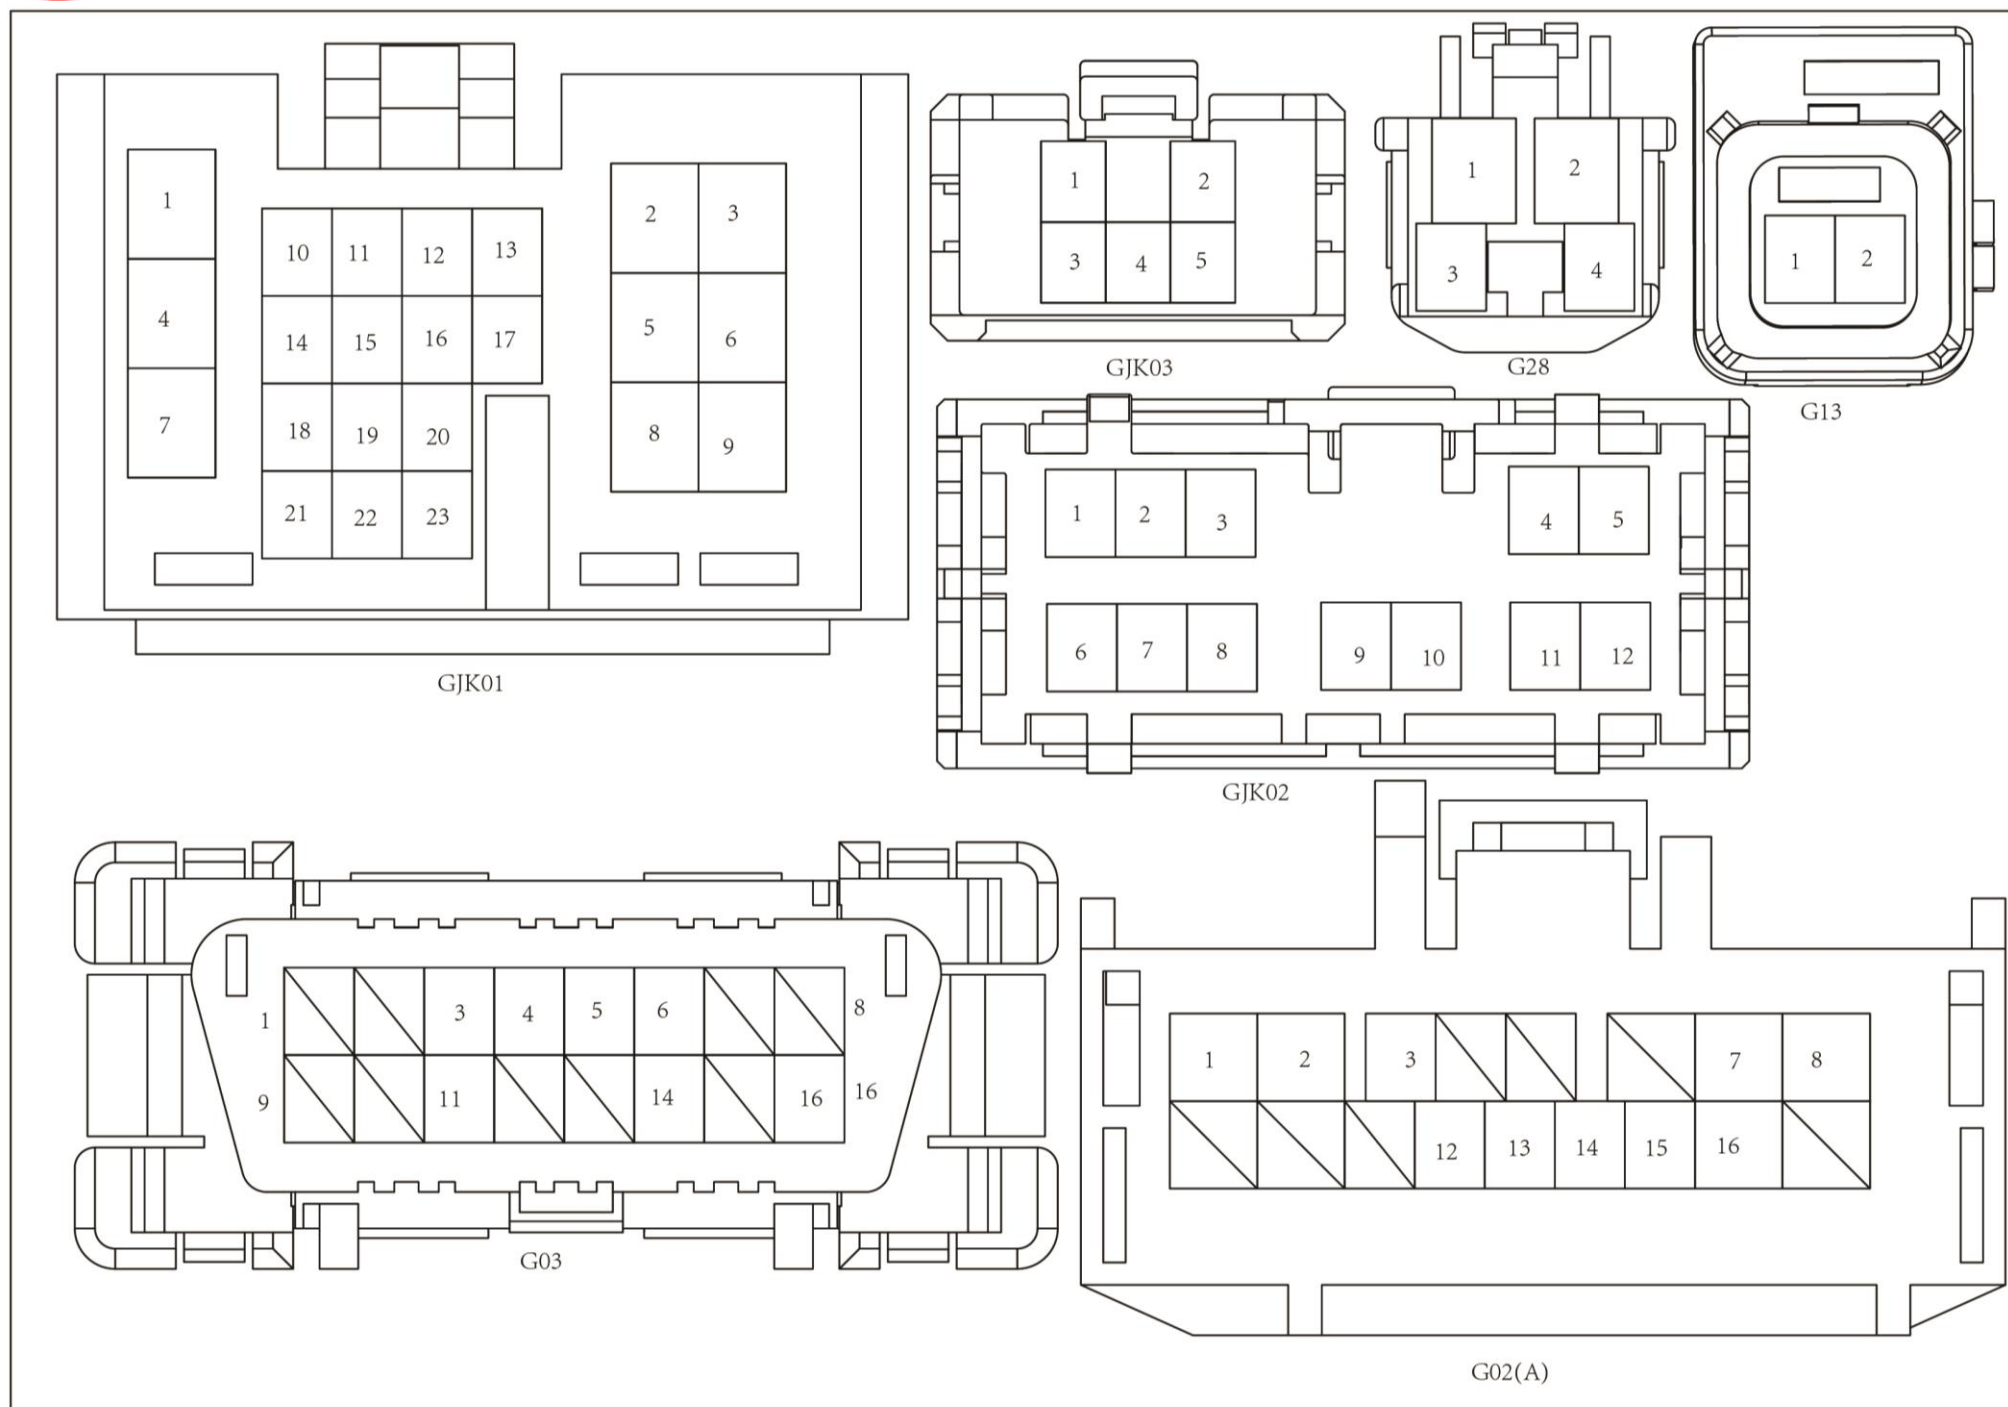 1
2 3
10 11 12 13
4
14 15 16 17
5 6
7
18 19 20
8 9
21 22 23
GJK01
1 2
3 4 5
GJK03
1 2
3 4
G28
1 2
G13
1 2 3 4 5
6 7 8 9 10 11 12
GJK02
1 3 4 5 6 8
9 11 14 16 16
G03
1 2 3 7 8
12 13 14 15 16
G02(A)